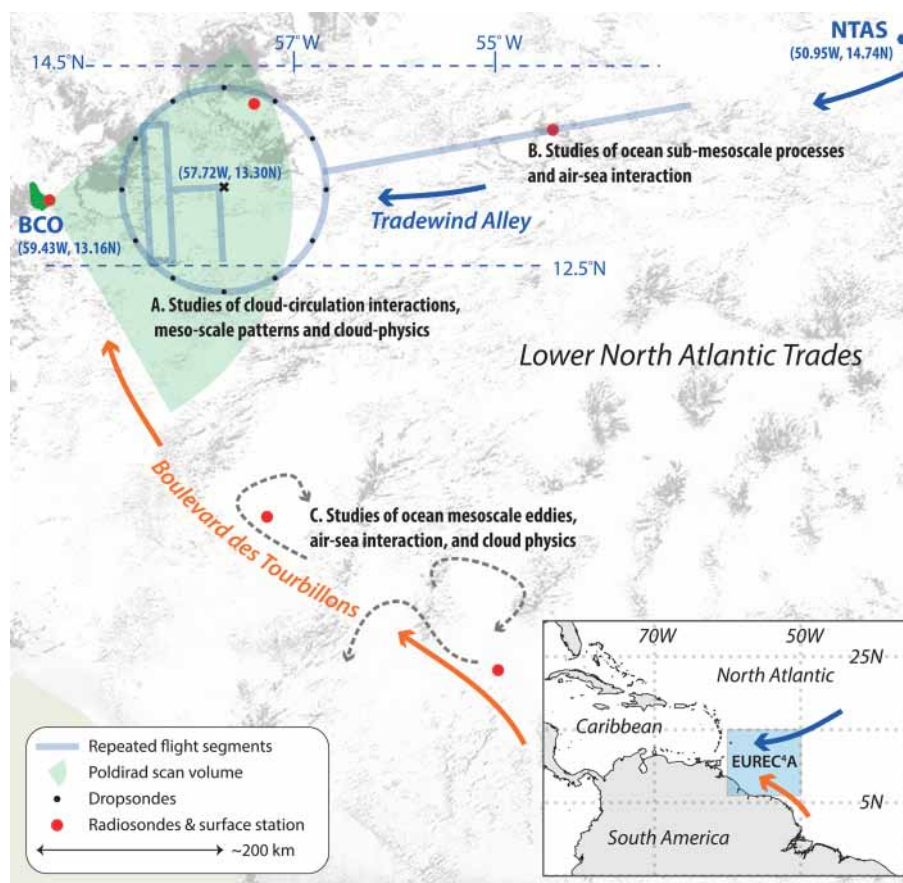 57°W
55°W
NTAS
(50.95W, 14.74N)
14.5°N
B. Studies of ocean sub-mesoscale processes
and air-sea interaction
(57.72W, 13.30N)
BCO
(59.43W, 13.16N)
Tradewind Alley
12.5°N
A. Studies of cloud-circulation interactions,
meso-scale patterns and cloud-physics
Lower North Atlantic Trades
Boulevard des Tourbillons
C. Studies of ocean mesoscale eddies,
air-sea interaction, and cloud physics
70W
50W
25N
North Atlantic
Caribbean
EUREC⁴A
5N
South America
Repeated flight segments
Poldirad scan volume
Dropsondes
Radiosondes & surface station
~200 km